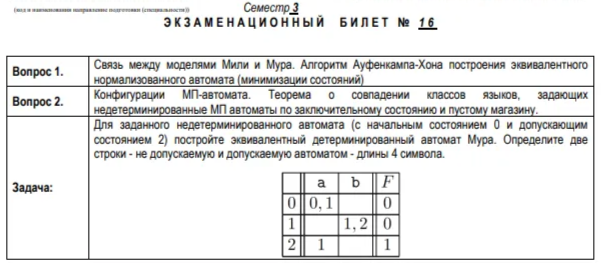 (код и наименования направление подготовки (специальности))
Семестр 3
ЭКЗАМЕНАЦИОННЫЙ БИЛЕТ № 16
Вопрос 1.
Связь между моделями Мили и Мура. Алгоритм Ауфенкампа-Хона построения эквивалентного
нормализованного автомата (минимизации состояний)
Вопрос 2.
Конфигурации МП-автомата. Теорема о совпадении классов языков, задающих
недетерминированные МП автоматы по заключительному состоянию и пустому магазину.
Задача:
Для заданного недетерминированного автомата (с начальным состоянием 0 и допускающим
состоянием 2) постройте эквивалентный детерминированный автомат Мура. Определите две
строки - не допускаемую и допускаемую автоматом - длины 4 символа.
a b F
0 0,1 0
1 1,2 0
2 1 1